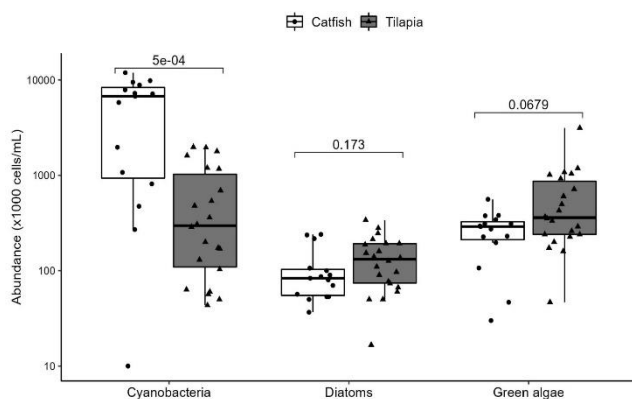 Catfish Tilapia
5e-04
0.0679
0.173
10000
1000
100
10
Abundance (x1000 cells/mL)
Cyanobacteria Diatoms Green algae